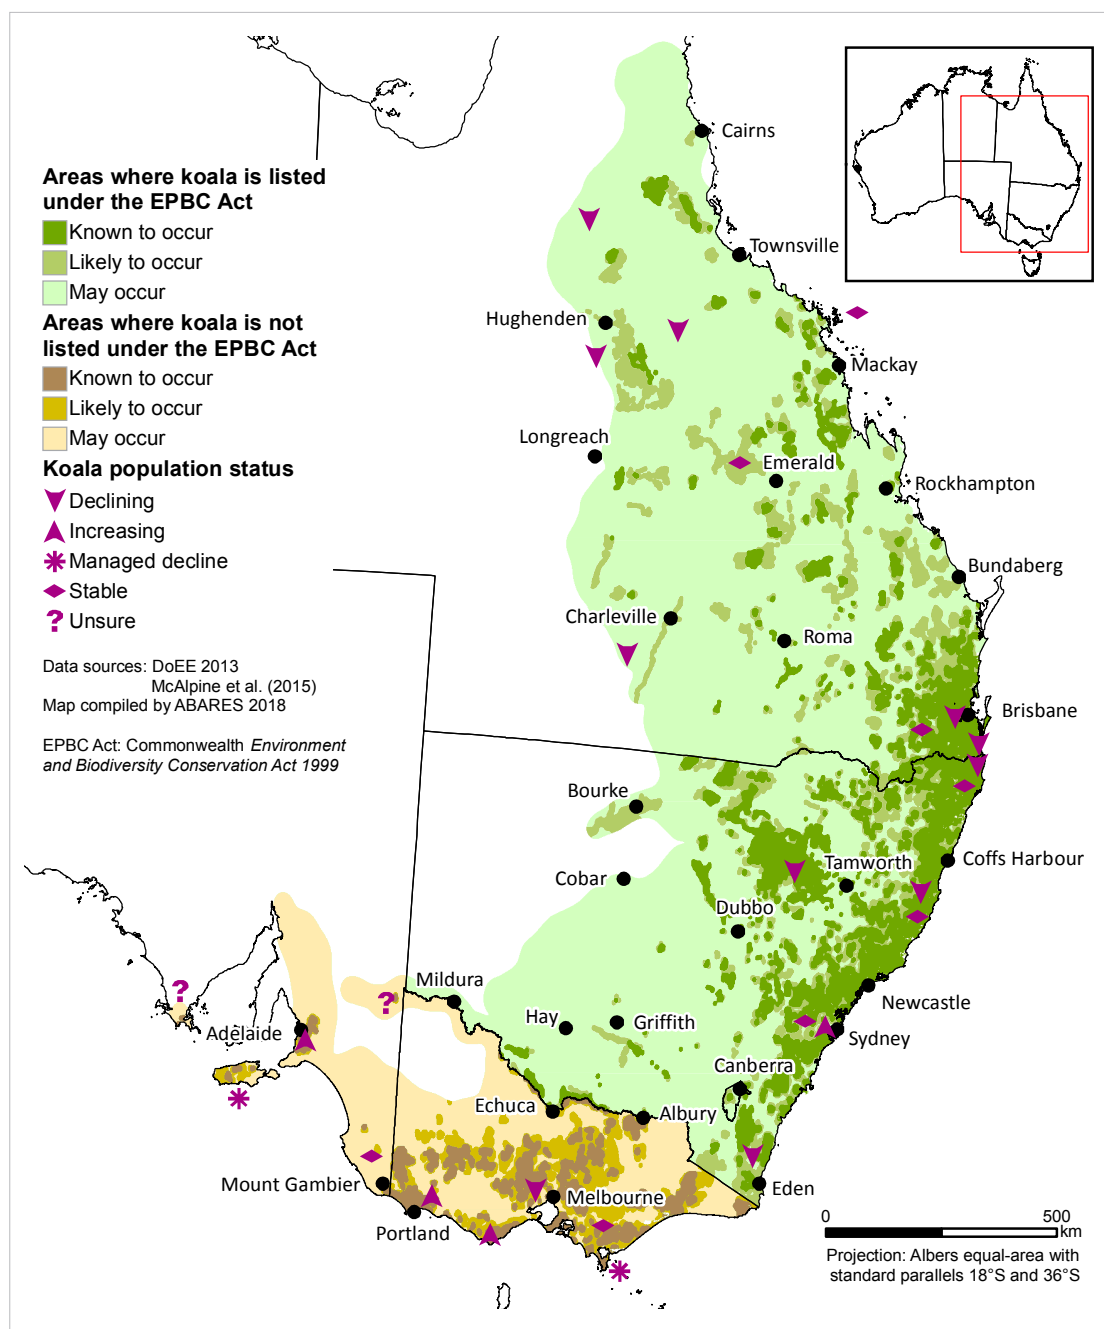 Areas where koala is listed
under the EPBC Act
Known to occur
Likely to occur
May occur
Areas where koala is not
listed under the EPBC Act
Known to occur
Likely to occur
May occur
Koala population status
Declining
Increasing
Managed decline
Stable
? Unsure
Data sources: DoEE 2013
McAlpine et al. (2015)
Map compiled by ABARES 2018
EPBC Act: Commonwealth Environment
and Biodiversity Conservation Act 1999
Cairns
Townsville
Hughenden
Mackay
Longreach
Emerald
Rockhampton
Bundaberg
Charleville
Roma
Brisbane
Bourke
Tamworth
Coffs Harbour
Cobar
Dubbo
?
Mildura
?
Newcastle
Hay
Griffith
Adelaide
Sydney
Canberra
Echuca
Albury
Mount Gambier
Melbourne
Eden
Portland
0 500
km
Projection: Albers equal-area with
standard parallels 18°S and 36°S